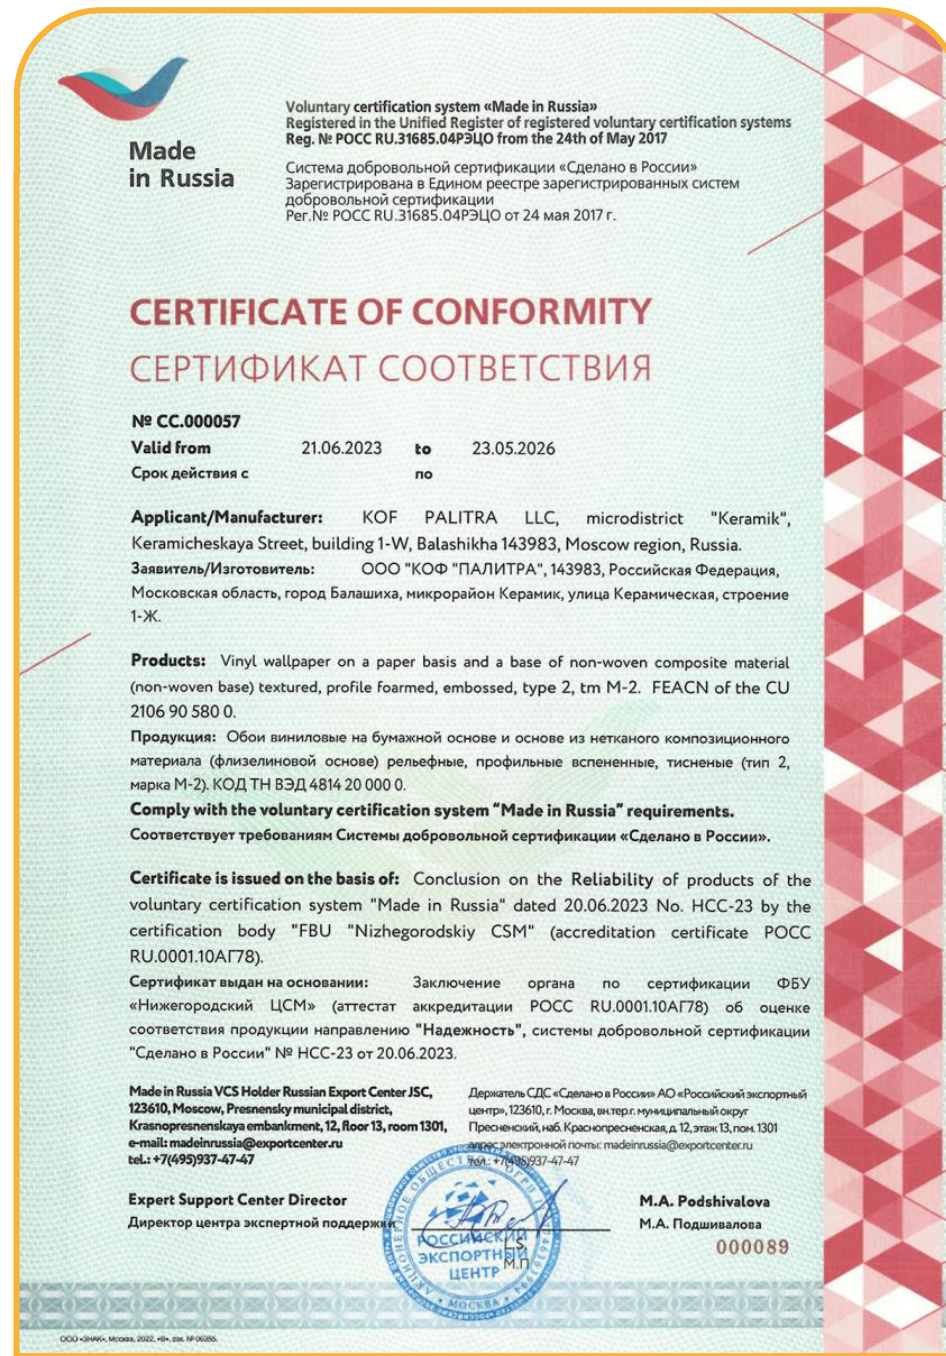 Made
in Russia
Voluntary certification system «Made in Russia»
Registered in the Unified Register of registered voluntary certification systems
Reg. № РОСС RU.31685.04РЭЦО from the 24th of May 2017
Система добровольной сертификации «Сделано в России»
Зарегистрирована в Едином реестре зарегистрированных систем
добровольной сертификации
Рег.№ РОСС RU.31685.04РЭЦО от 24 мая 2017 г.
CERTIFICATE OF CONFORMITY
СЕРТИФИКАТ СООТВЕТСТВИЯ
№ СС.000057
Valid from 21.06.2023 to 23.05.2026
Срок действия с по
Applicant/Manufacturer: KOF PALITRA LLC, microdistrict "Keramik",
Keramicheskaya Street, building 1-W, Balashikha 143983, Moscow region, Russia.
Заявитель/Изготовитель: ООО "КОФ "ПАЛИТРА", 143983, Российская Федерация,
Московская область, город Балашиха, микрорайон Керамик, улица Керамическая, строение
1-Ж.
Products: Vinyl wallpaper on a paper basis and a base of non-woven composite material
(non-woven base) textured, profile foarmed, embossed, type 2, tm M-2. FEACN of the CU
2106 90 580 0.
Продукция: Обои виниловые на бумажной основе и основе из нетканого композиционного
материала (флизелиновой основе) рельефные, профильные вспененные, тисненые (тип 2,
марка М-2). КОД ТН ВЭД 4814 20 000 0.
Comply with the voluntary certification system "Made in Russia" requirements.
Соответствует требованиям Системы добровольной сертификации «Сделано в России».
Certificate is issued on the basis of: Conclusion on the Reliability of products of the
voluntary certification system "Made in Russia" dated 20.06.2023 No. НСС-23 by the
certification body "FBU "Nizhegorodskiy CSM" (accreditation certificate РОСС
RU.0001.10АГ78).
Сертификат выдан на основании: Заключение органа по сертификации ФБУ
«Нижегородский ЦСМ» (аттестат аккредитации РОСС RU.0001.10АГ78) об оценке
соответствия продукции направлению "Надежность", системы добровольной сертификации
"Сделано в России" № НСС-23 от 20.06.2023.
Made in Russia VCS Holder Russian Export Center JSC,
123610, Moscow, Presnensky municipal district,
Krasnopresnenskaya embankment, 12, floor 13, room 1301,
e-mail: madeinrussia@exportcenter.ru
tel.: +7(495)937-47-47
Держатель СДС «Сделано в России» АО «Российский экспортный
центр», 123610, г. Москва, вн.тер.г. муниципальный округ
Пресненский, наб. Краснопресненская, д. 12, этаж 13, пом. 1301
адрес электронной почты: madeinrussia@exportcenter.ru
тел.: +7(495)937-47-47
Expert Support Center Director
Директор центра экспертной поддержки
M.A. Podshivalova
М.А. Подшивалова
000089
L.S.
М.П
РОССИЙСКИЙ
ЭКСПОРТНЫЙ
ЦЕНТР
АКЦИОНЕРНОЕ ОБЩЕСТВО
МОСКВА
ООО «ЗНАК», Москва, 2022, «В», зак. № 06355.